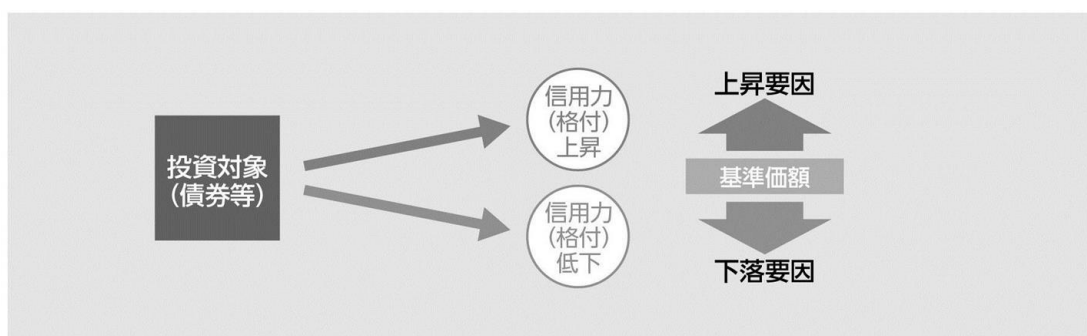 投資対象
（債券等）
信用力
（格付）
上昇
信用力
（格付）
低下
上昇要因
基準価額
下落要因